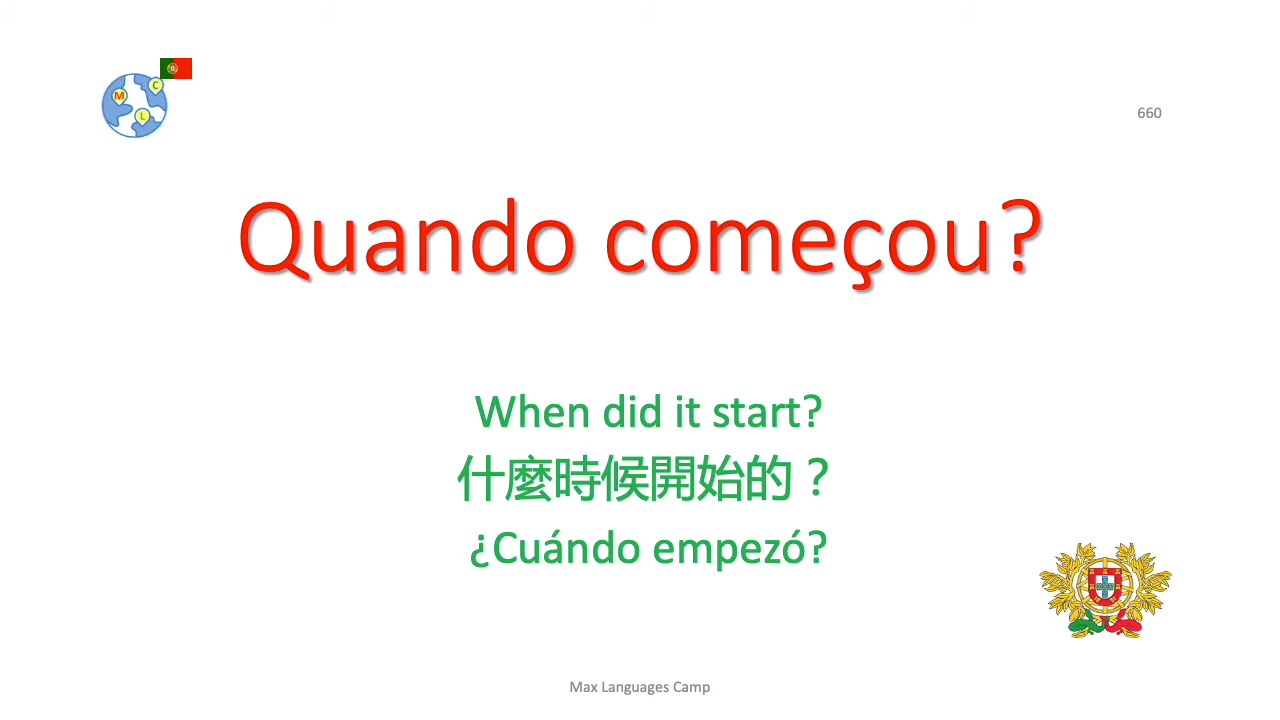 M
C
L
660
Quando começou?
When did it start?
什麼時候開始的？
¿Cuándo empezó?
Max Languages Camp